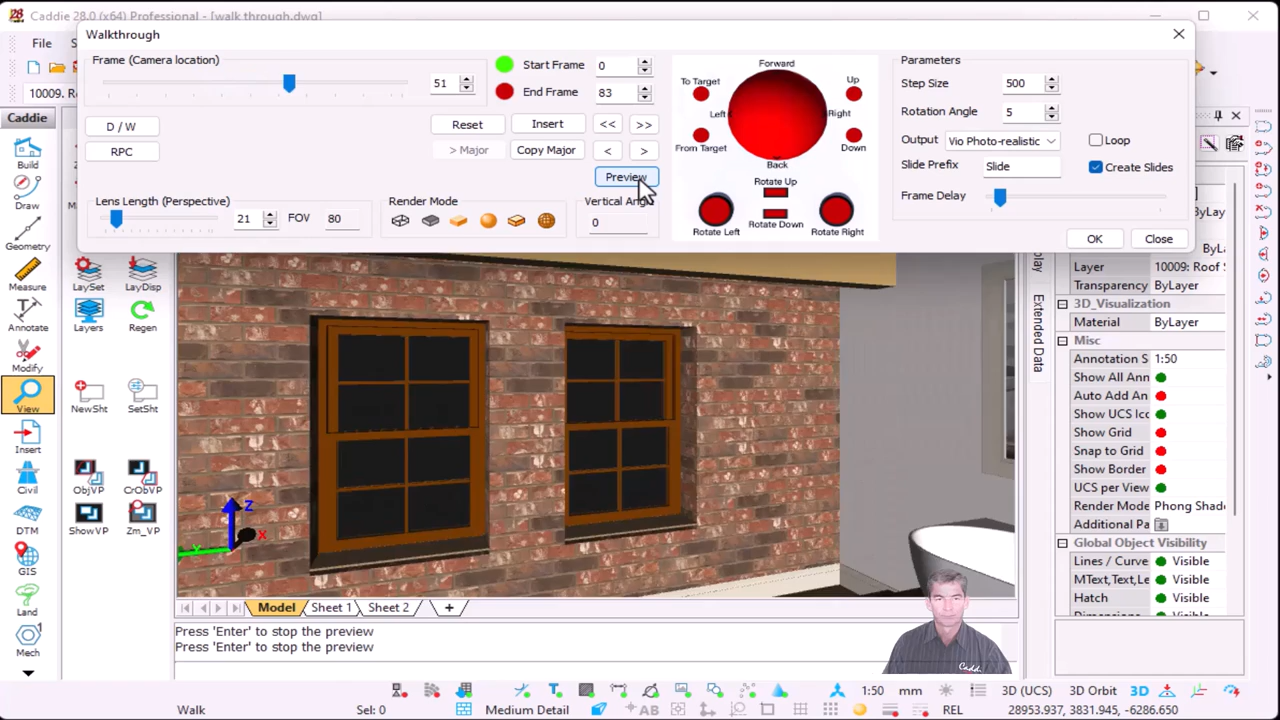 28 Caddie 28.0 (x64) Professional - [walk through.dwg]
File
10009. Ro
Walkthrough
Frame (Camera location)
51
Start Frame 0
End Frame 83
D / W
RPC
Reset Insert << >>
> Major Copy Major < >
Preview
Lens Length (Perspective)
21 FOV 80
Render Mode
Vertical Ang
0
Forward
To Target Up
Left Right
From Target Down
Back
Rotate Up
Rotate Left Rotate Down Rotate Right
Parameters
Step Size 500
Rotation Angle 5
Output Vio Photo-realistic Loop
Slide Prefix Slide Create Slides
Frame Delay
OK Close
Caddie
Build
Draw
Geometry
Measure
Annotate
Modify
View
Insert
Civil
DTM
GIS
Land
Mech
LaySet LayDisp
Layers Regen
NewSht SetSht
ObjVP CrObVP
ShowVP Zm_VP
Z
X
Y
Extended Data
ByLa
Layer 10009: Roof S
Transparency ByLayer
3D_Visualization
Material ByLayer
Misc
Annotation S 1:50
Show All Ann
Auto Add An
Show UCS Ico
Show Grid
Snap to Grid
Show Border
UCS per View
Render Mode Phong Shade
Additional Pa
Global Object Visibility
Lines / Curve Visible
MText,Text,Le Visible
Hatch Visible
Model Sheet 1 Sheet 2 +
Press 'Enter' to stop the preview
Press 'Enter' to stop the preview
Cadd.
1:50 mm 3D (UCS) 3D Orbit 3D
Walk Sel: 0 Medium Detail AB REL 28953.937, 3831.945, -6286.650